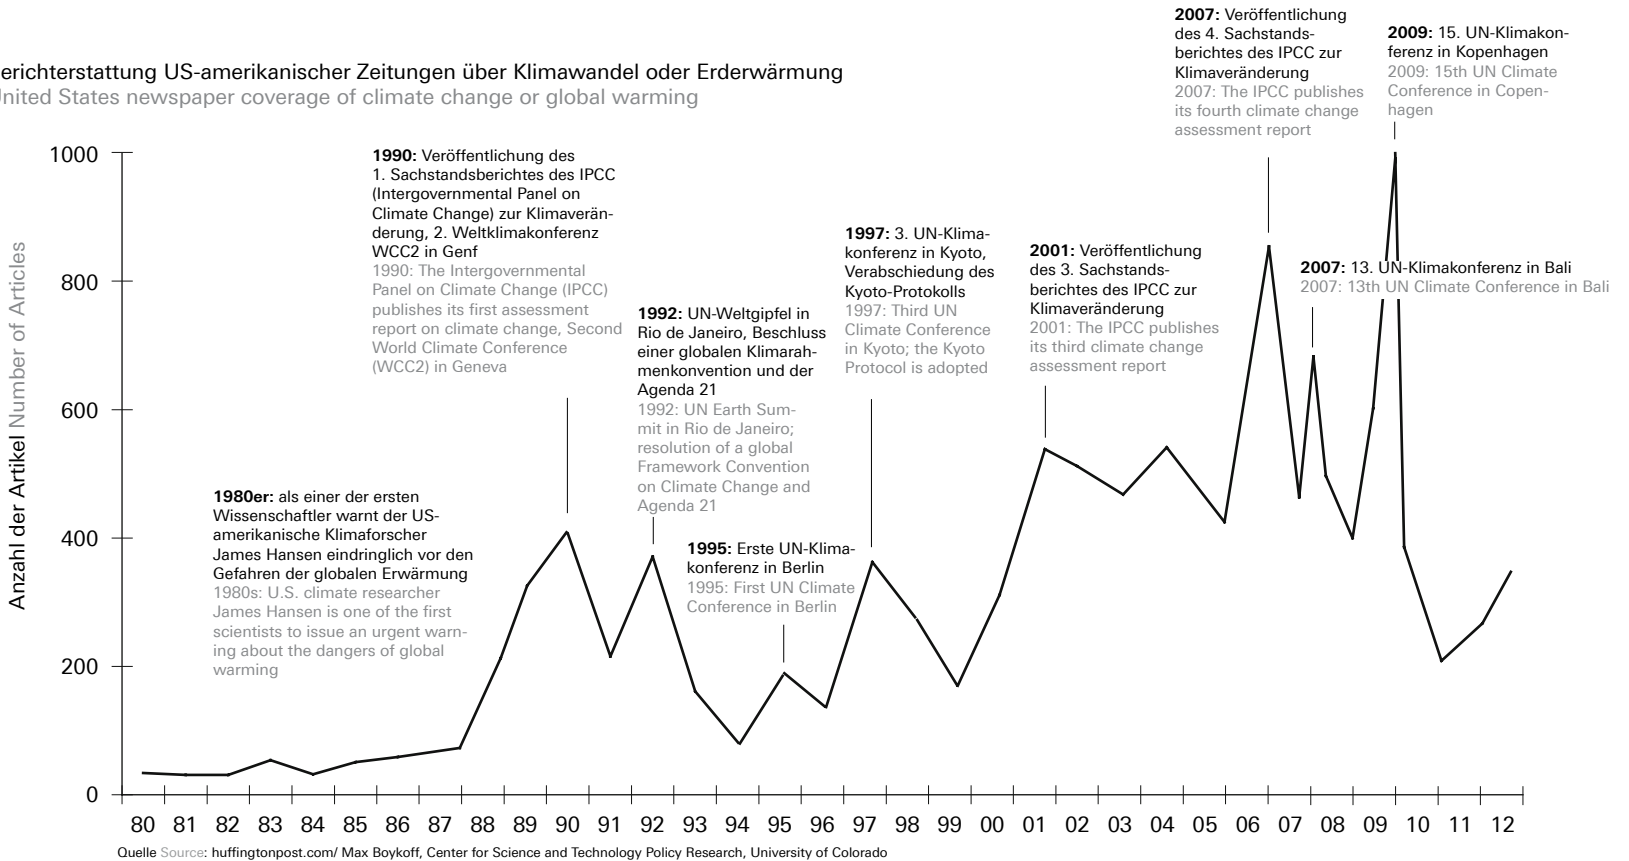 erichterstattung US-amerikanischer Zeitungen über Klimawandel oder Erderwärmung
United States newspaper coverage of climate change or global warming
Anzahl der Artikel Number of Articles
1000
800
600
400
200
0
1980er: als einer der ersten
Wissenschaftler warnt der US-
amerikanische Klimaforscher
James Hansen eindringlich vor den
Gefahren der globalen Erwärmung
1980s: U.S. climate researcher
James Hansen is one of the first
scientists to issue an urgent warn-
ing about the dangers of global
warming
1990: Veröffentlichung des
1. Sachstandsberichtes des IPCC
(Intergovernmental Panel on
Climate Change) zur Klimaverän-
derung, 2. Weltklimakonferenz
WCC2 in Genf
1990: The Intergovernmental
Panel on Climate Change (IPCC)
publishes its first assessment
report on climate change, Second
World Climate Conference
(WCC2) in Geneva
1992: UN-Weltgipfel in
Rio de Janeiro, Beschluss
einer globalen Klimarah-
menkonvention und der
Agenda 21
1992: UN Earth Sum-
mit in Rio de Janeiro;
resolution of a global
Framework Convention
on Climate Change and
Agenda 21
1995: Erste UN-Klima-
konferenz in Berlin
1995: First UN Climate
Conference in Berlin
1997: 3. UN-Klima-
konferenz in Kyoto,
Verabschiedung des
Kyoto-Protokolls
1997: Third UN
Climate Conference
in Kyoto; the Kyoto
Protocol is adopted
2001: Veröffentlichung
des 3. Sachstands-
berichtes des IPCC zur
Klimaveränderung
2001: The IPCC publishes
its third climate change
assessment report
2007: Veröffentlichung
des 4. Sachstands-
berichtes des IPCC zur
Klimaveränderung
2007: The IPCC publishes
its fourth climate change
assessment report
2007: 13. UN-Klimakonferenz in Bali
2007: 13th UN Climate Conference in Bali
2009: 15. UN-Klimakon-
ferenz in Kopenhagen
2009: 15th UN Climate
Conference in Copen-
hagen
80 81 82 83 84 85 86 87 88 89 90 91 92 93 94 95 96 97 98 99 00 01 02 03 04 05 06 07 08 09 10 11 12
Quelle Source: huffingtonpost.com/ Max Boykoff, Center for Science and Technology Policy Research, University of Colorado